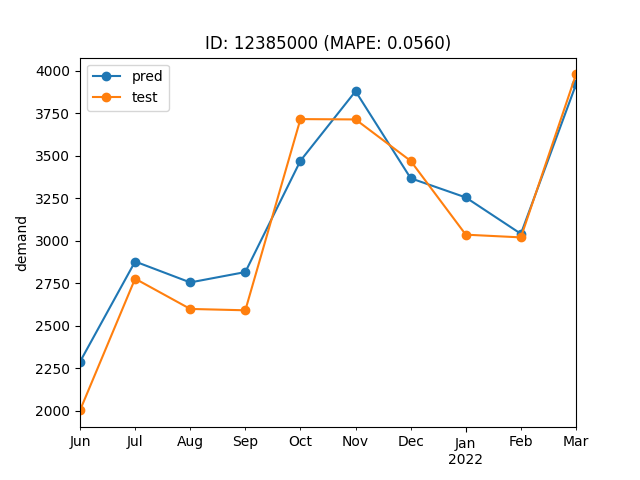 ID: 12385000 (MAPE: 0.0560)
pred
test
demand
4000
3750
3500
3250
3000
2750
2500
2250
2000
Jun Jul Aug Sep Oct Nov Dec Jan Feb Mar
2022